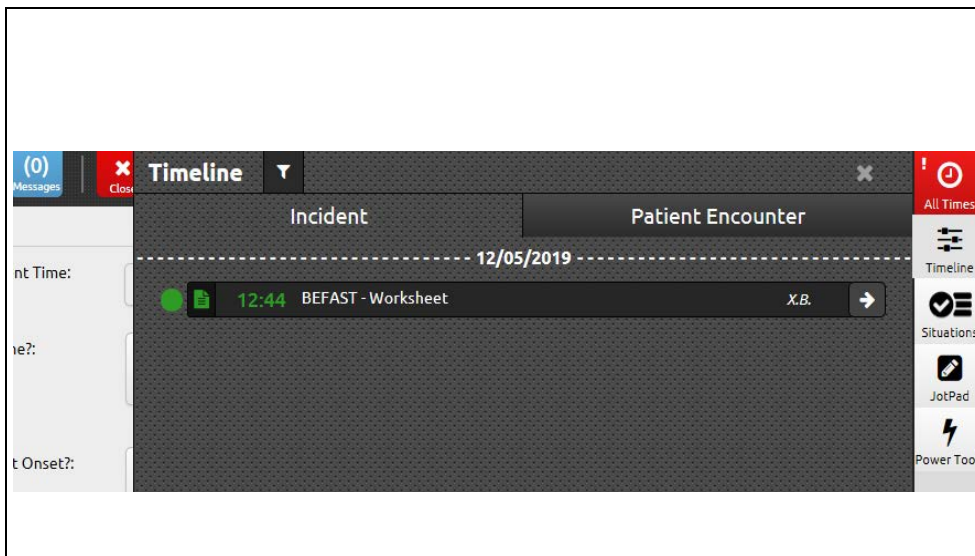 (0)
Messages
Close
Timeline
Incident
Patient Encounter
12/05/2019
12:44 BEFAST - Worksheet X.B.
nt Time:
ne?:
t Onset?:
! All Times
Timeline
Situations
JotPad
Power Too